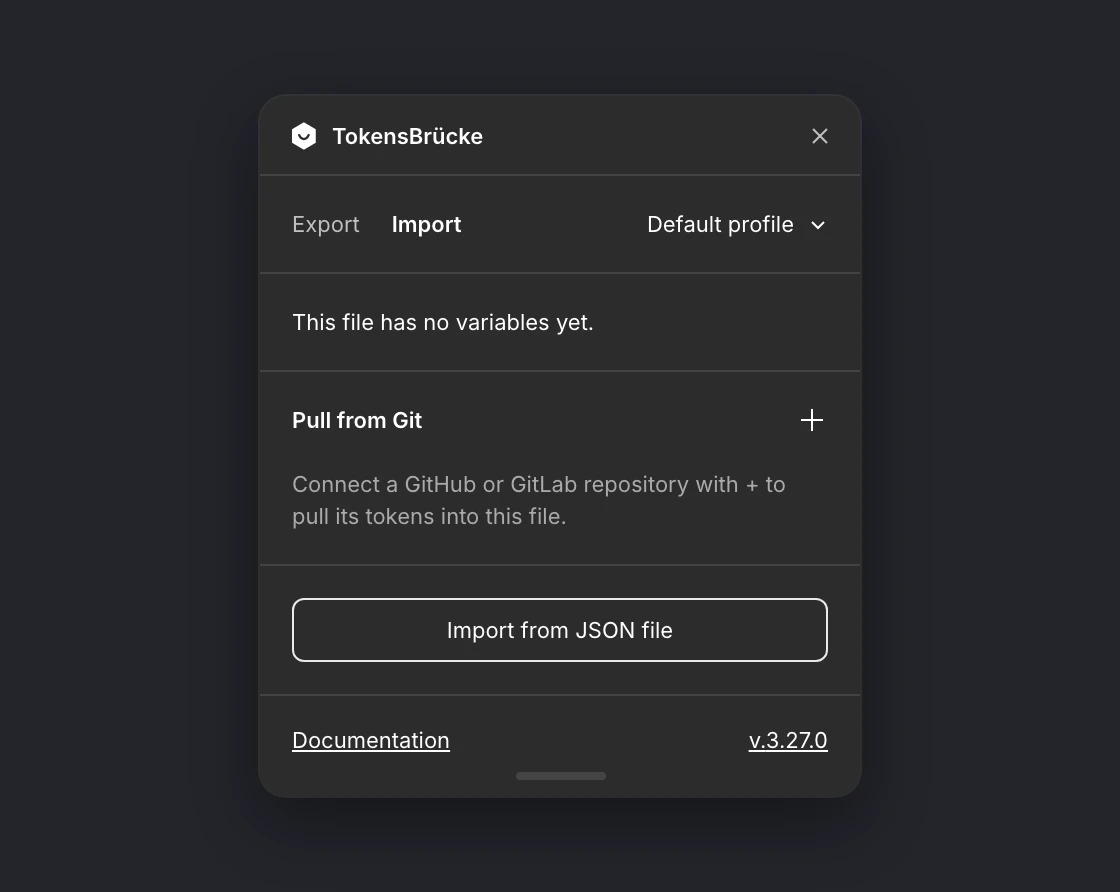 TokensBrücke
Export Import Default profile
This file has no variables yet.
Pull from Git
Connect a GitHub or GitLab repository with + to
pull its tokens into this file.
Import from JSON file
Documentation v.3.27.0